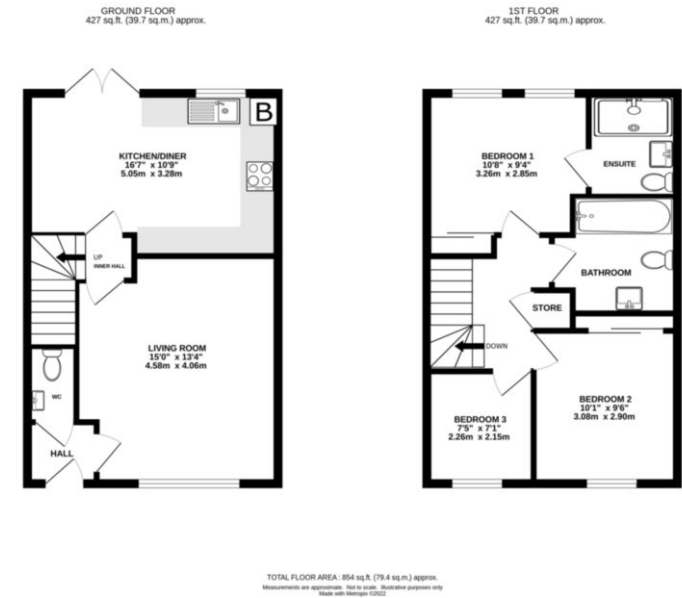 GROUND FLOOR
427 sq.ft. (39.7 sq.m.) approx.
1ST FLOOR
427 sq.ft. (39.7 sq.m.) approx.
B
KITCHEN/DINER
16'7" x 10'9"
5.05m x 3.28m
UP
INNER HALL
LIVING ROOM
15'0" x 13'4"
4.58m x 4.06m
WC
HALL
BEDROOM 1
10'8" x 9'4"
3.26m x 2.85m
ENSUITE
BATHROOM
STORE
DOWN
BEDROOM 2
10'1" x 9'6"
3.08m x 2.90m
BEDROOM 3
7'5" x 7'1"
2.26m x 2.15m
TOTAL FLOOR AREA : 854 sq.ft. (79.4 sq.m.) approx.
Measurements are approximate. Not to scale. Illustrative purposes only
Made with Metropix ©2022